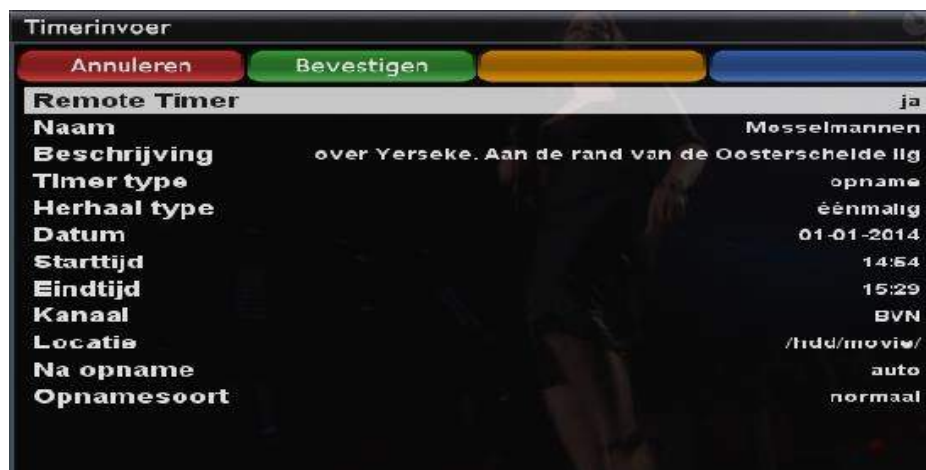 Timerinvoer
Annuleren Bevestigen
Remote Timer ja
Naam Mosselmannen
Beschrijving over Yerseke. Aan de rand van de Oosterschelde lig
Timer type opname
Herhaal type éénmalig
Datum 01-01-2014
Starttijd 14:54
Eindtijd 15:29
Kanaal BVN
Locatie /hdd/movie/
Na opname auto
Opnamesoort normaal